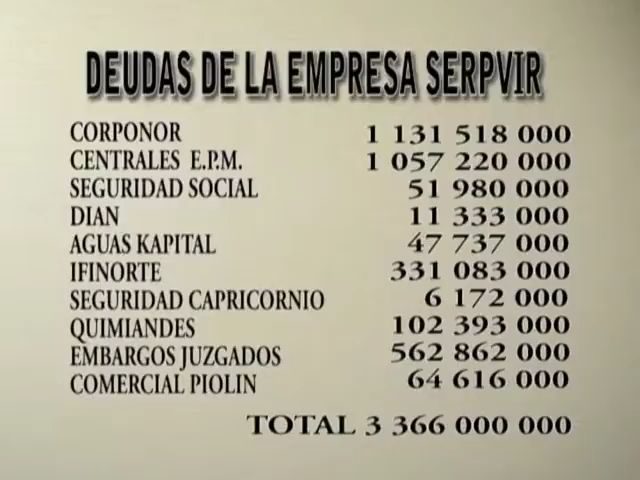 DEUDAS DE LA EMPRESA SERPVIR
CORPONOR 1 131 518 000
CENTRALES E.P.M. 1 057 220 000
SEGURIDAD SOCIAL 51 980 000
DIAN 11 333 000
AGUAS KAPITAL 47 737 000
IFINORTE 331 083 000
SEGURIDAD CAPRICORNIO 6 172 000
QUIMIANDES 102 393 000
EMBARGOS JUZGADOS 562 862 000
COMERCIAL PIOLIN 64 616 000
TOTAL 3 366 000 000